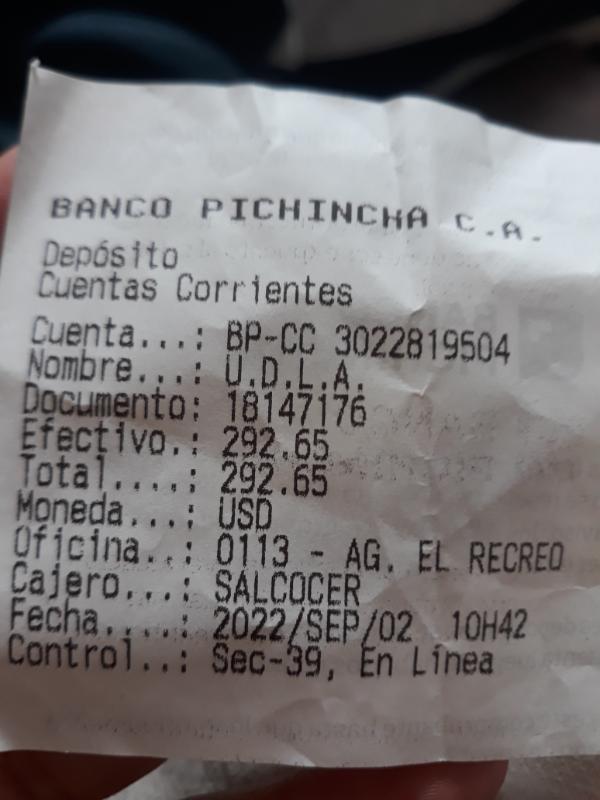 BANCO PICHINCHA C.A.
Depósito
Cuentas Corrientes
Cuenta...: BP-CC 3022819504
Nombre...: U.D.L.A.
Documento: 18147176
Efectivo.: 292.65
Total....: 292.65
Moneda...: USD
Oficina..: 0113 - AG. EL RECREO
Cajero...: SALCOCER
Fecha....: 2022/SEP/02 10H42
Control..: Sec-39, En Línea